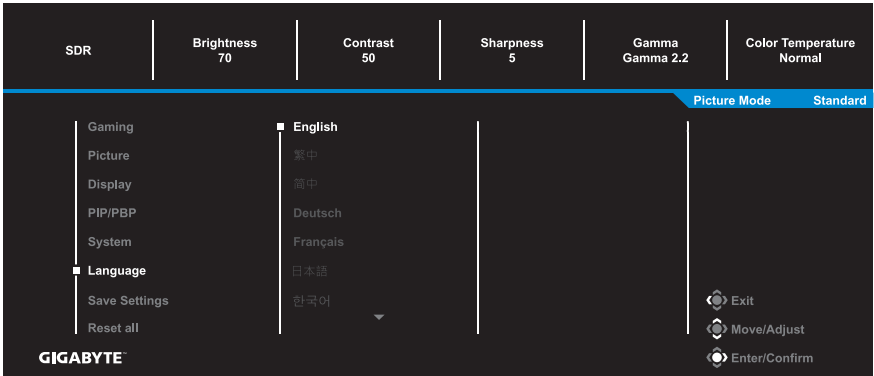 SDR
Brightness
70
Contrast
50
Sharpness
5
Gamma
Gamma 2.2
Color Temperature
Normal
Picture Mode Standard
Gaming
Picture
Display
PIP/PBP
System
Language
Save Settings
Reset all
English
繁中
简中
Deutsch
Français
日本語
한국어
Exit
Move/Adjust
Enter/Confirm
GIGABYTE™